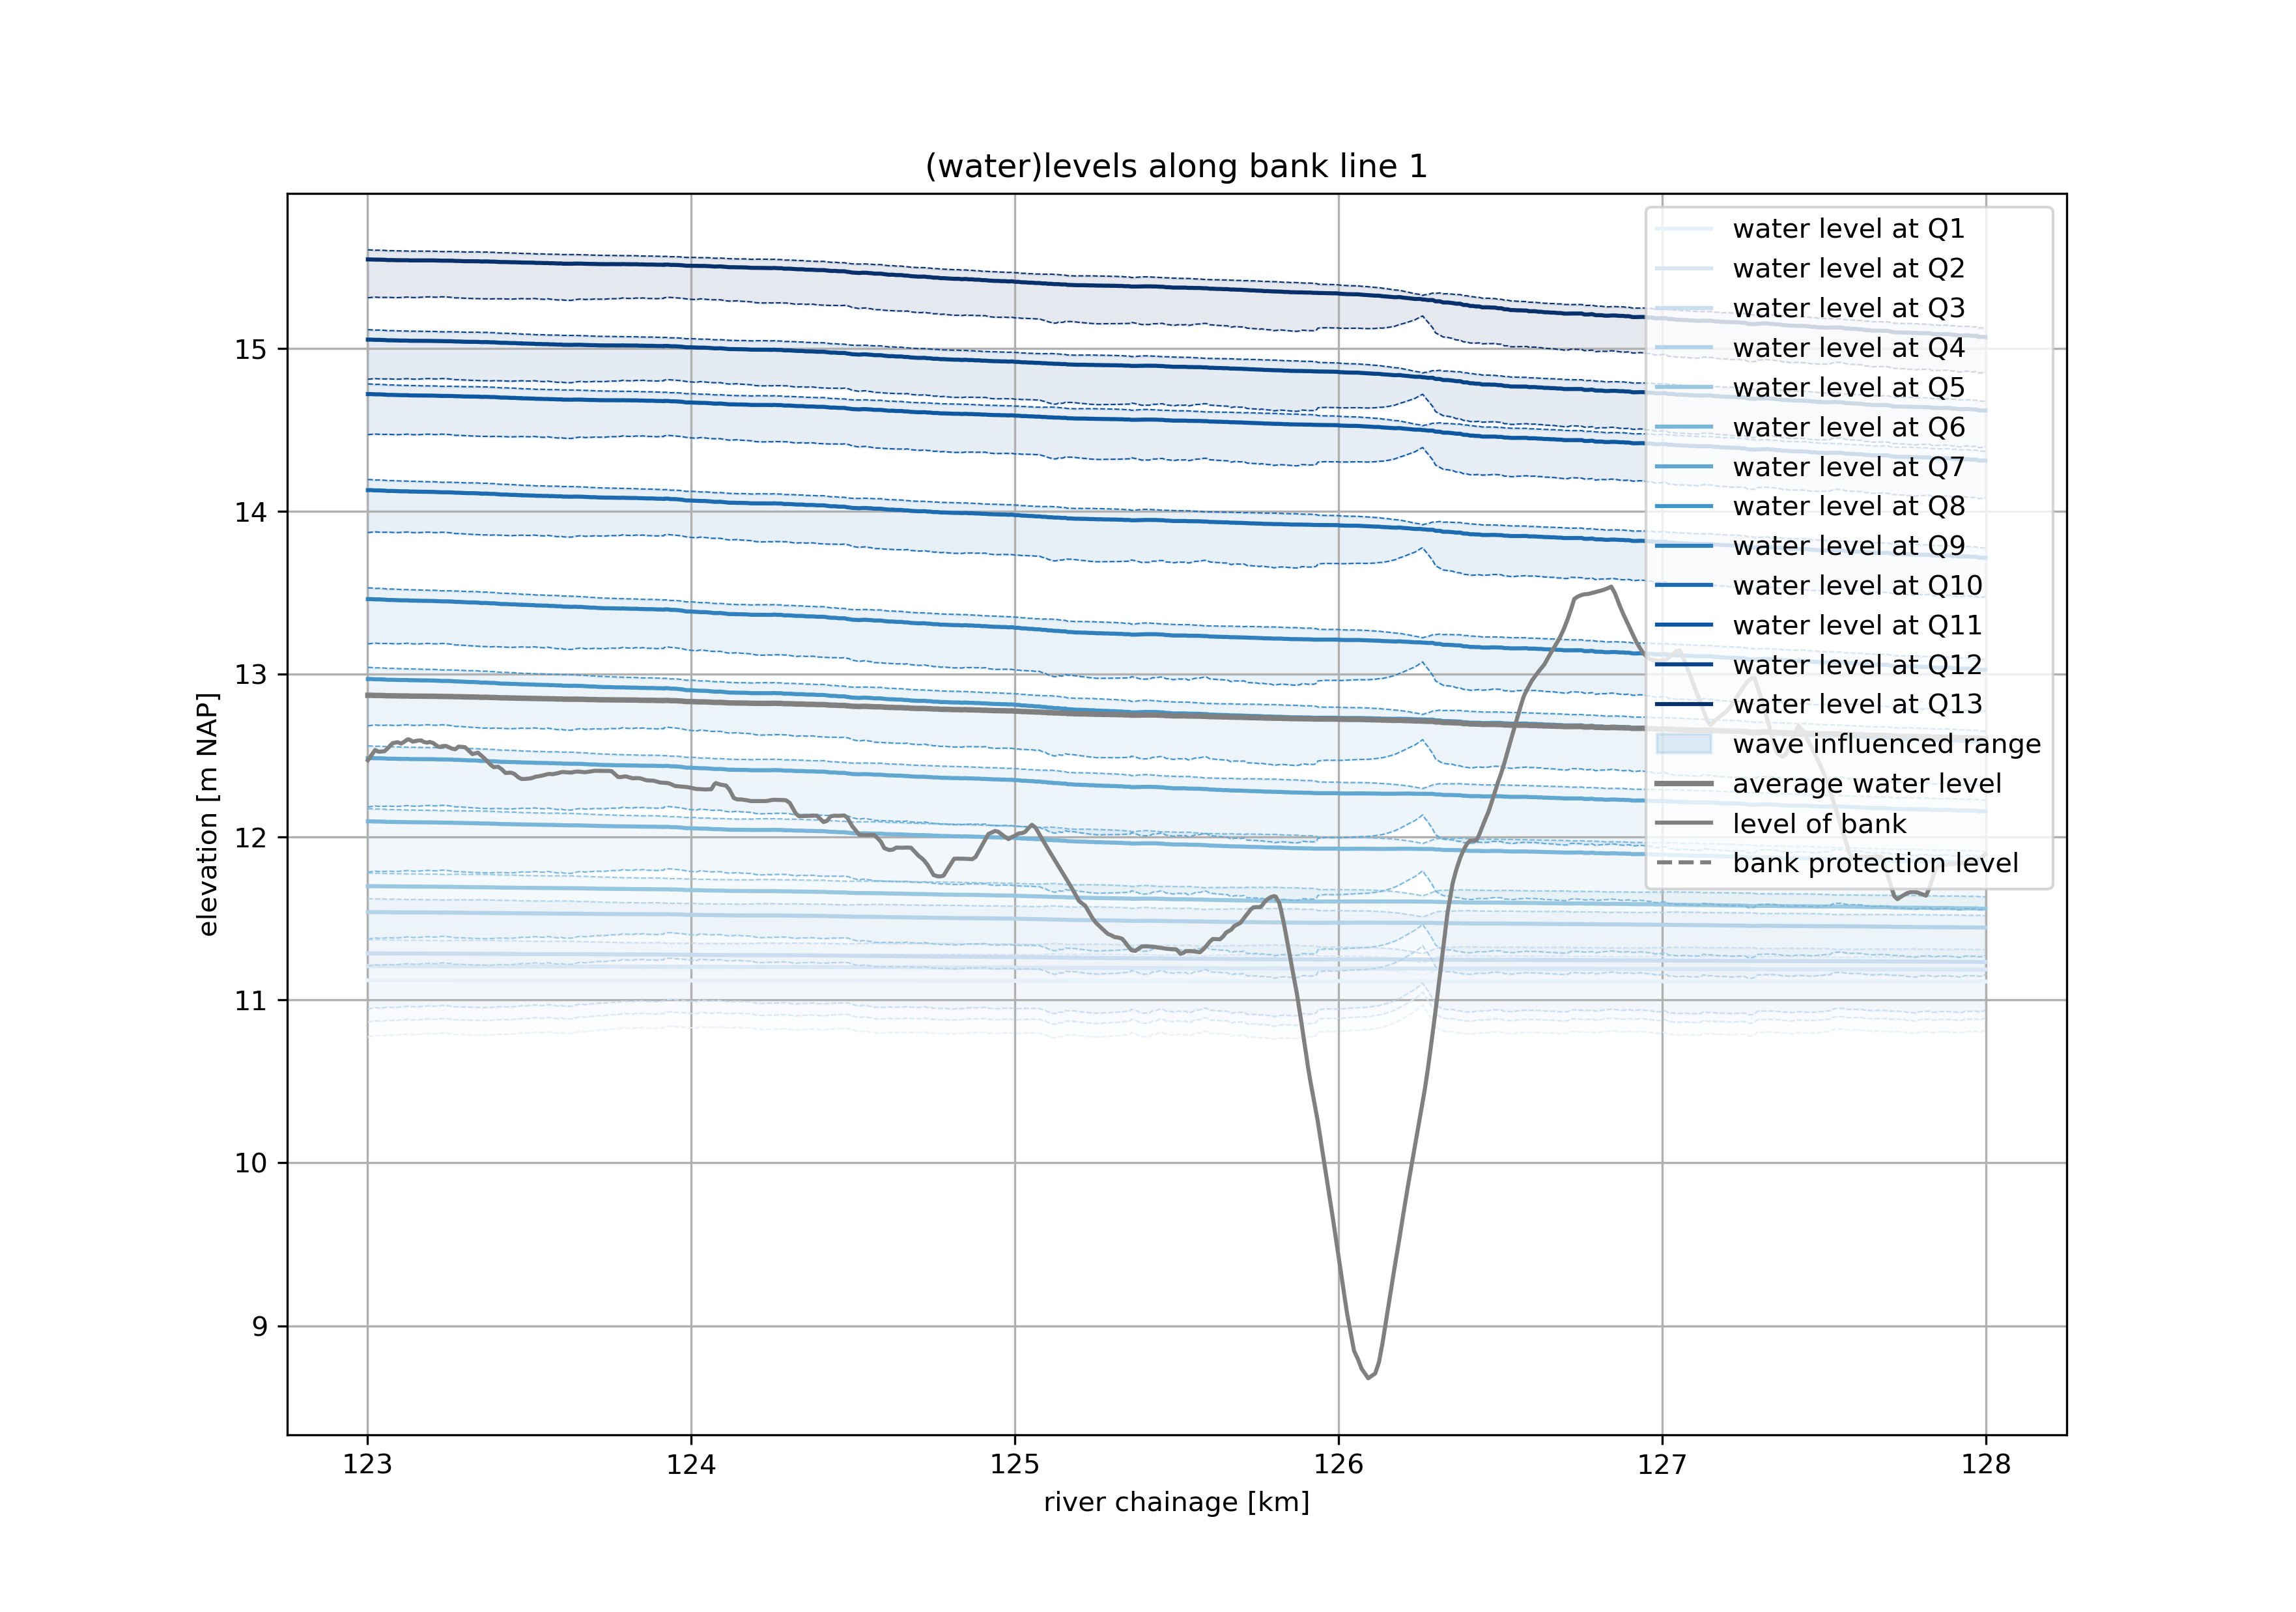 (water)levels along bank line 1
water level at Q1
water level at Q2
water level at Q3
water level at Q4
water level at Q5
water level at Q6
water level at Q7
water level at Q8
water level at Q9
water level at Q10
water level at Q11
water level at Q12
water level at Q13
wave influenced range
average water level
level of bank
bank protection level
elevation [m NAP]
15
14
13
12
11
10
9
123
124
125
126
127
128
river chainage [km]